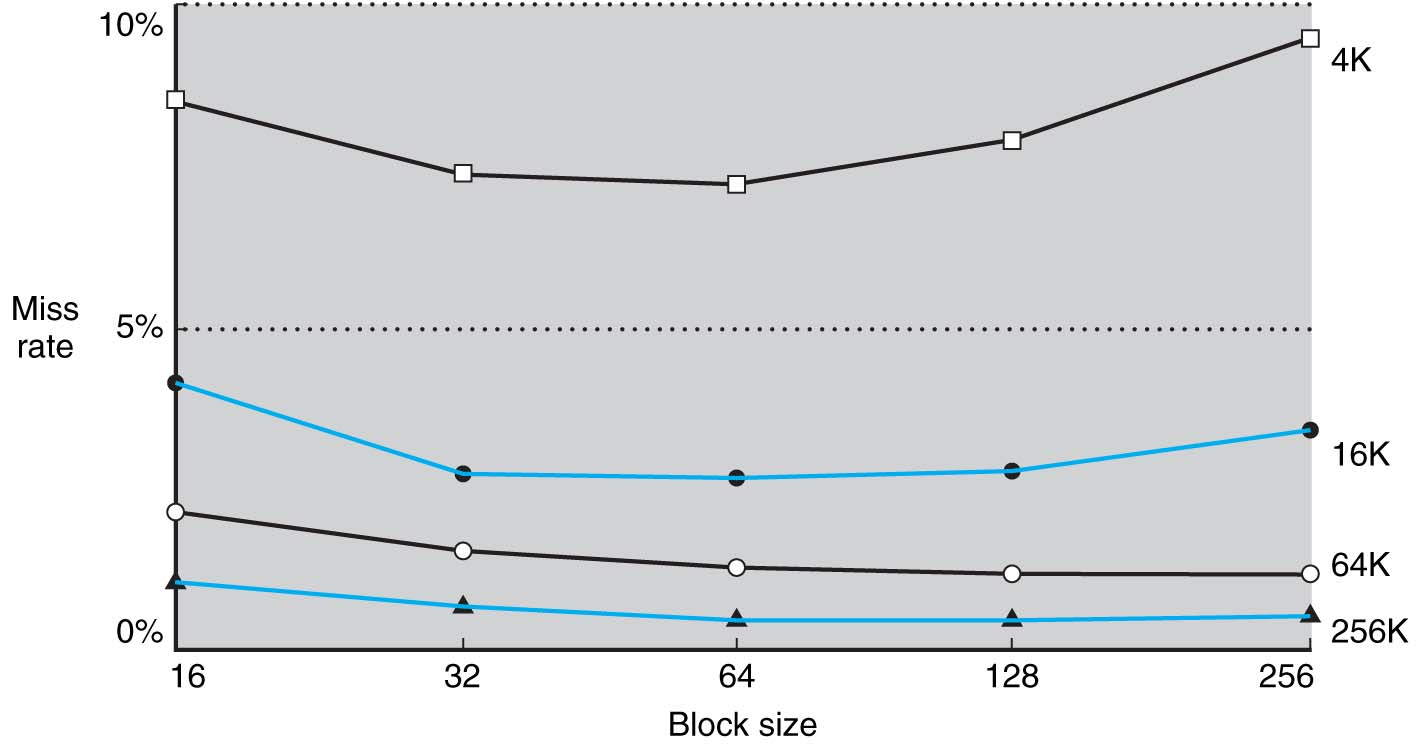 10%
4K
Miss
rate
5%
16K
64K
0%
256K
16 32 64 128 256
Block size